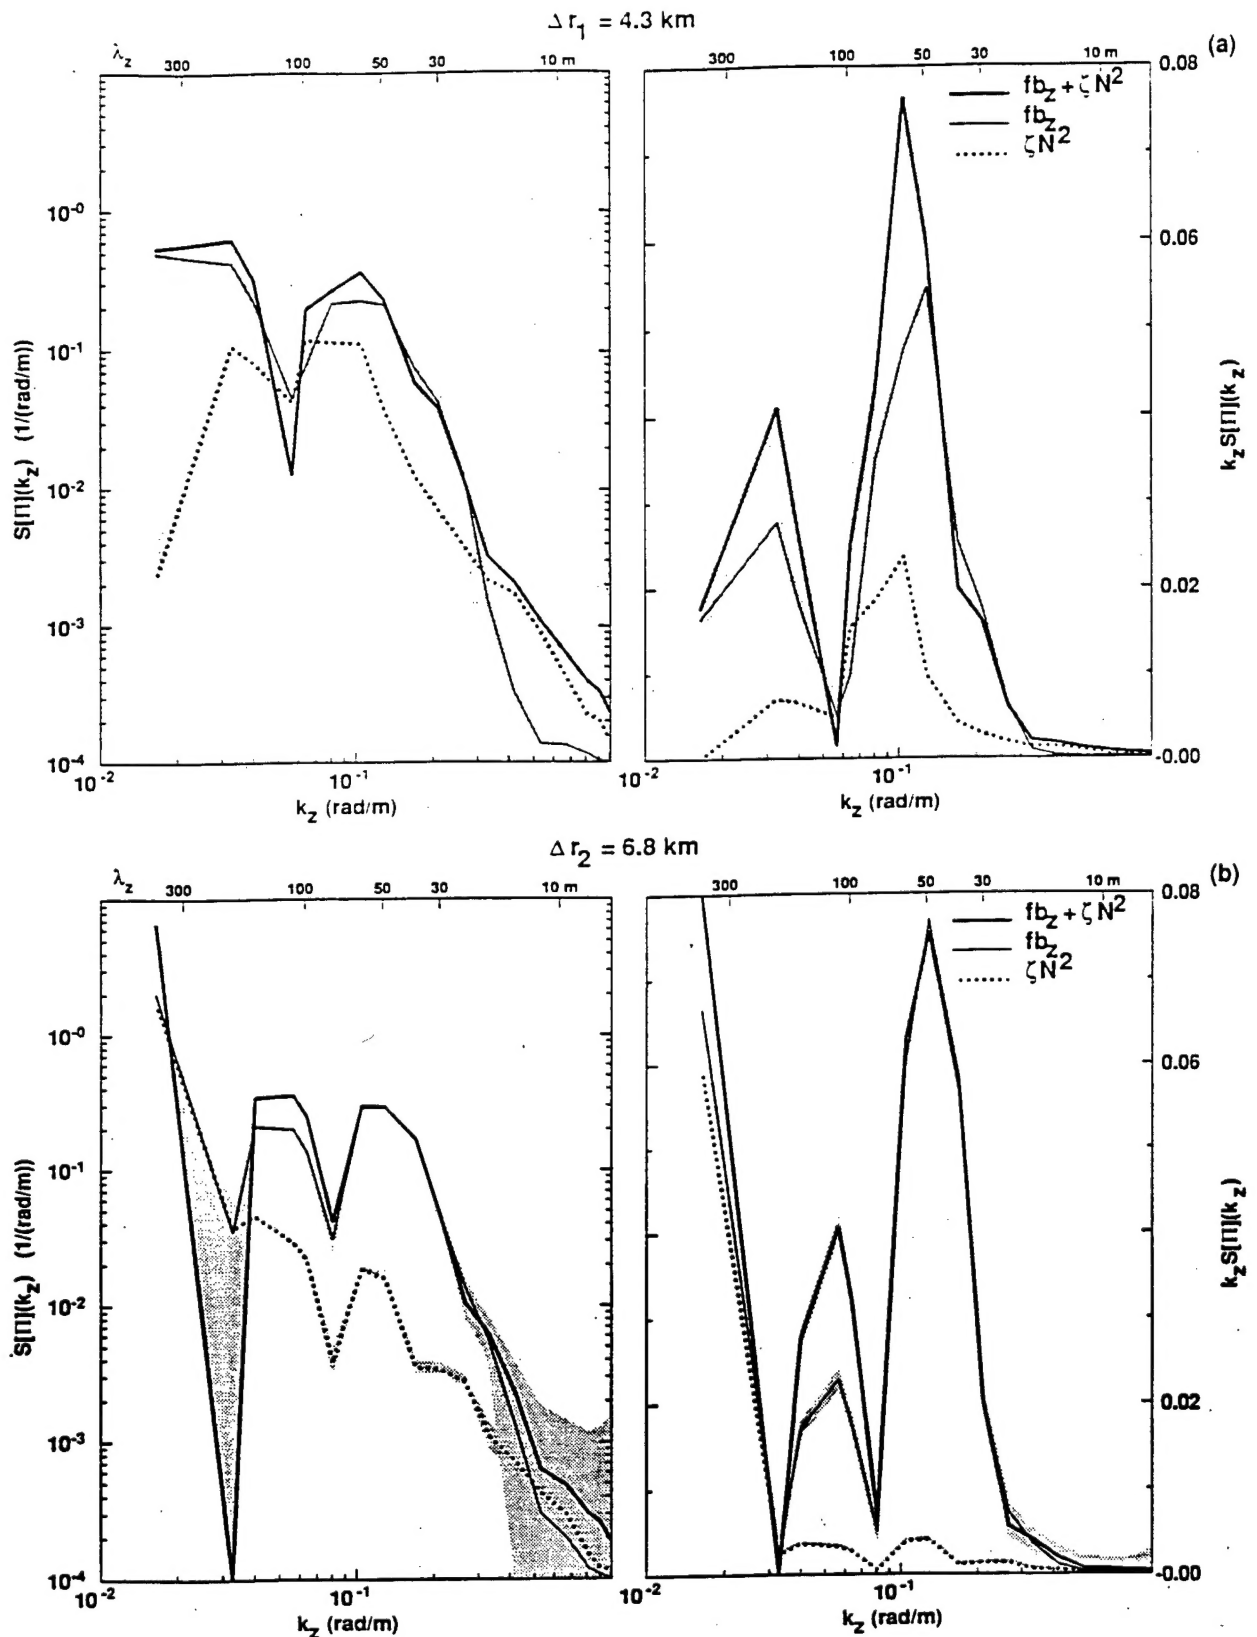 Δ r₁ = 4.3 km
(a)
λz 300 100 50 30 10 m
300 100 50 30 10 m
fbz + ζN²
fbz
ζN²
S[Π](kz) (1/(rad/m))
10⁻⁰
10⁻¹
10⁻²
10⁻³
10⁻⁴
10⁻² 10⁻¹
kz (rad/m)
0.08
0.06
0.02
0.00
kzS[Π](kz)
10⁻² 10⁻¹
kz (rad/m)
Δ r₂ = 6.8 km
(b)
λz 300 100 50 30 10 m
300 100 50 30 10 m
fbz + ζN²
fbz
ζN²
S[Π](kz) (1/(rad/m))
10⁻⁰
10⁻¹
10⁻²
10⁻³
10⁻⁴
10⁻² 10⁻¹
kz (rad/m)
0.08
0.06
0.02
0.00
kzS[Π](kz)
10⁻² 10⁻¹
kz (rad/m)